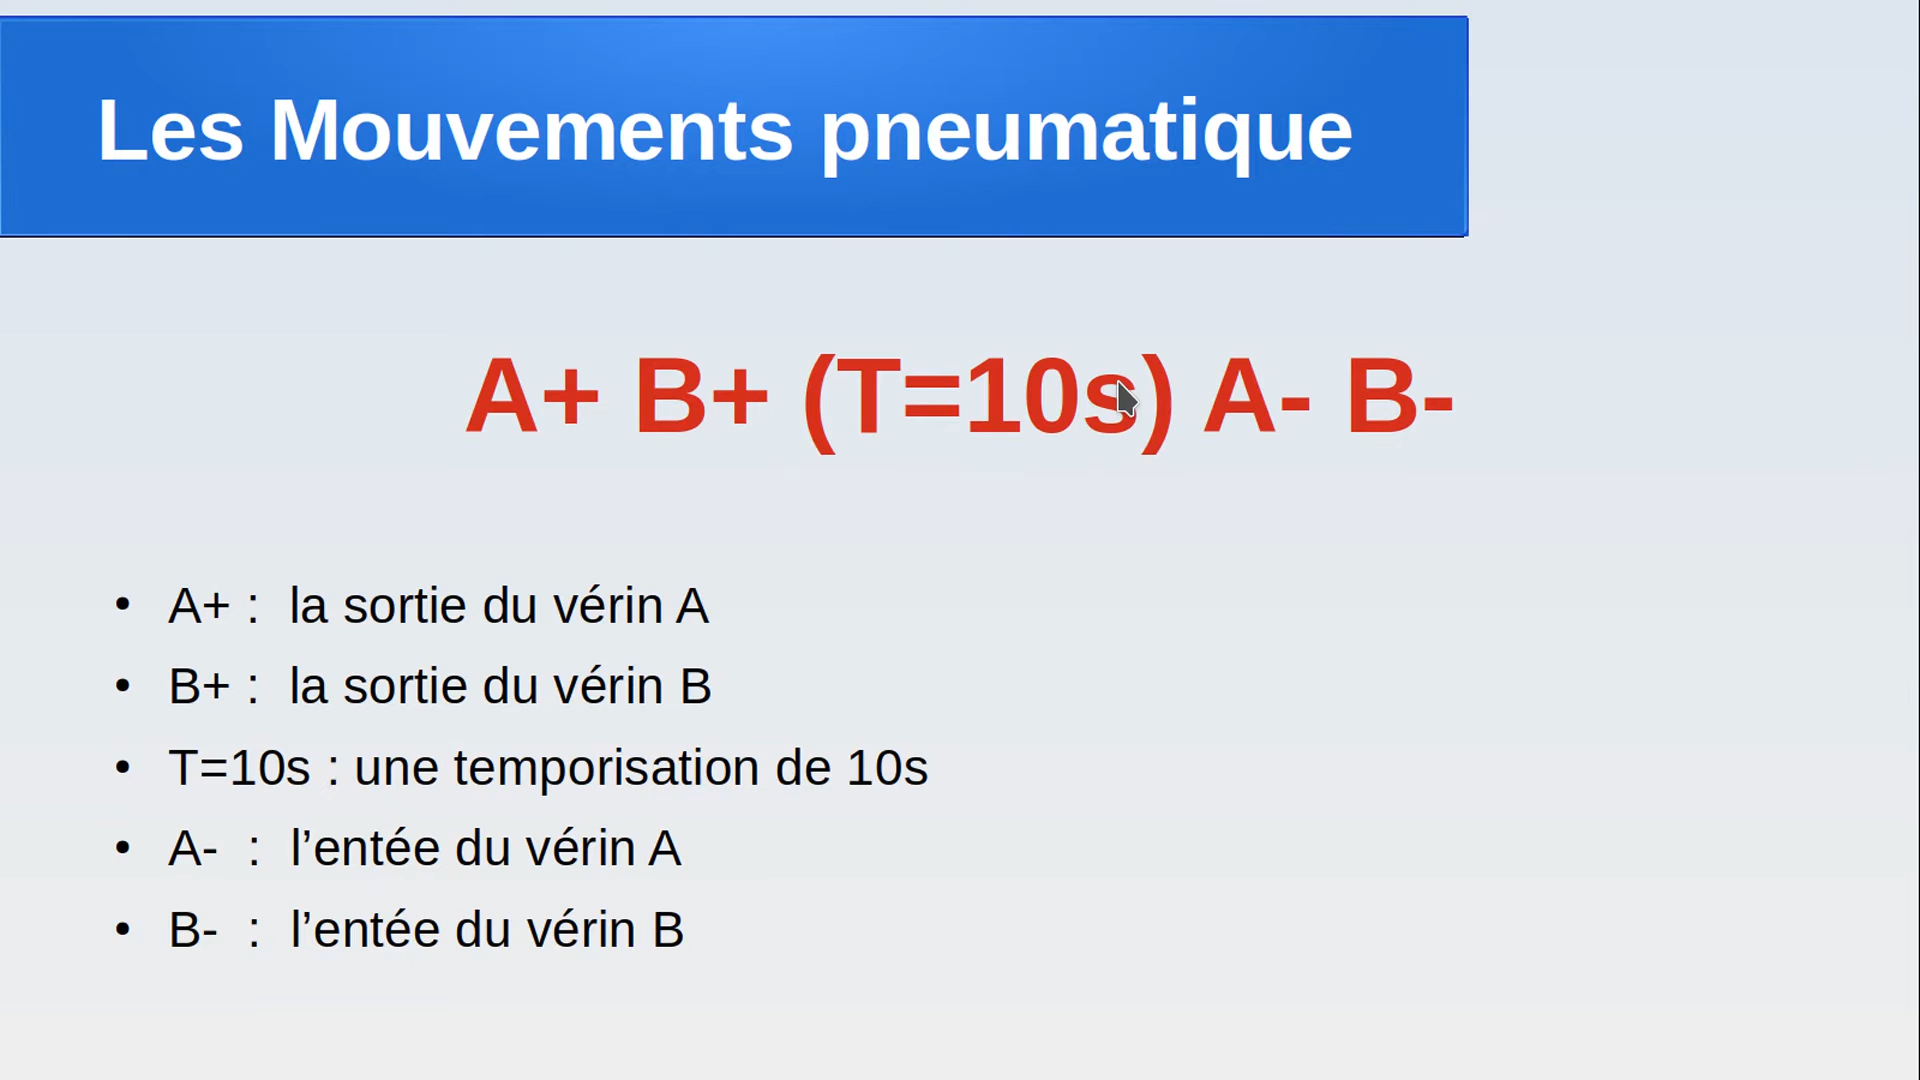 Les Mouvements pneumatique
A+ B+ (T=10s) A- B-
• A+ : la sortie du vérin A
• B+ : la sortie du vérin B
• T=10s : une temporisation de 10s
• A- : l’entée du vérin A
• B- : l’entée du vérin B